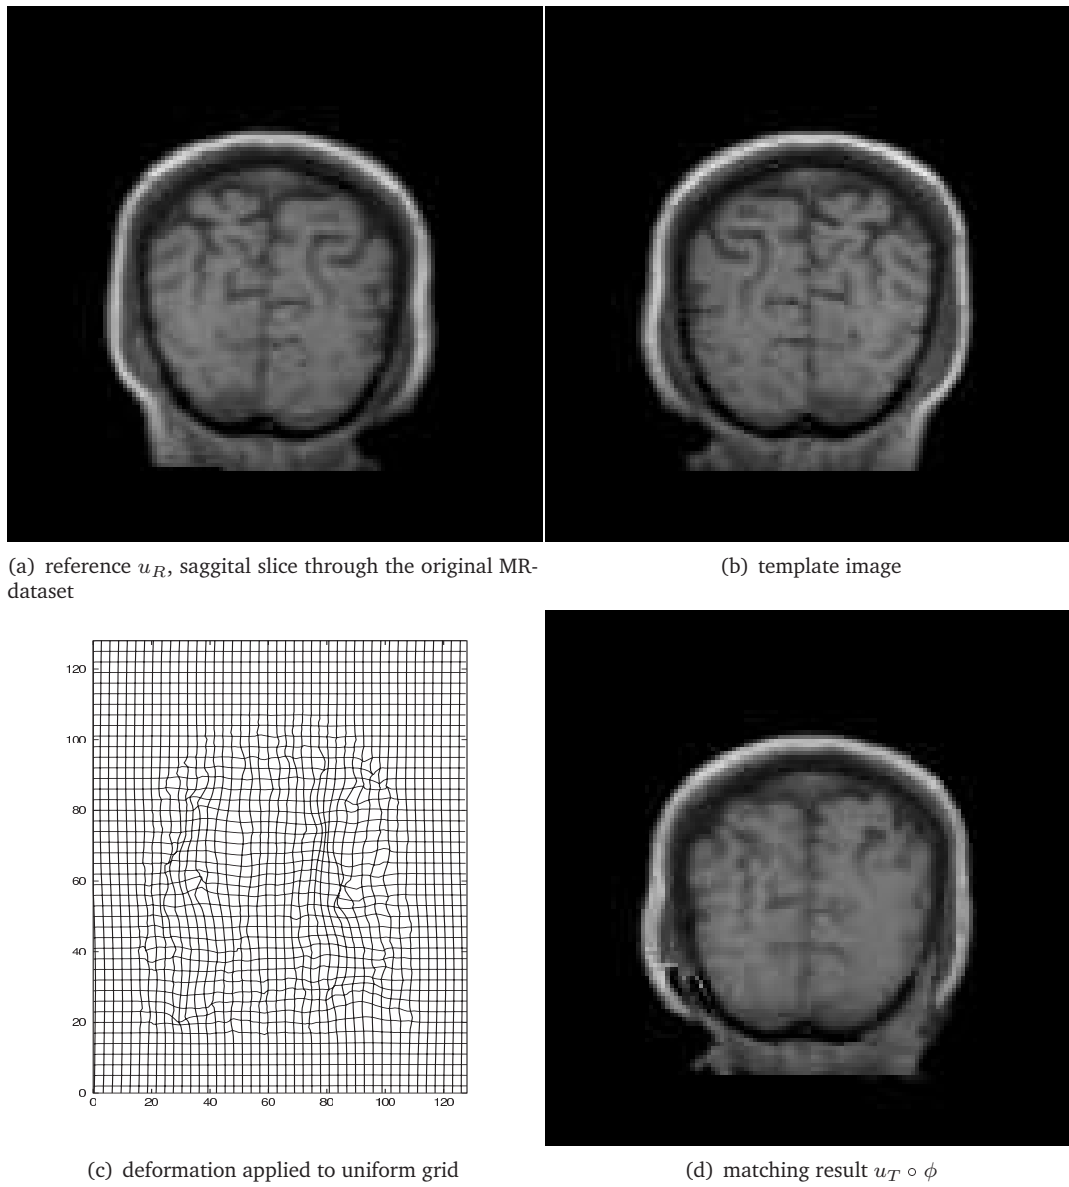 (a) reference u_R, saggital slice through the original MR-
dataset
(b) template image
120
100
80
60
40
20
0
0 20 40 60 80 100 120
(c) deformation applied to uniform grid
(d) matching result u_T ∘ ϕ